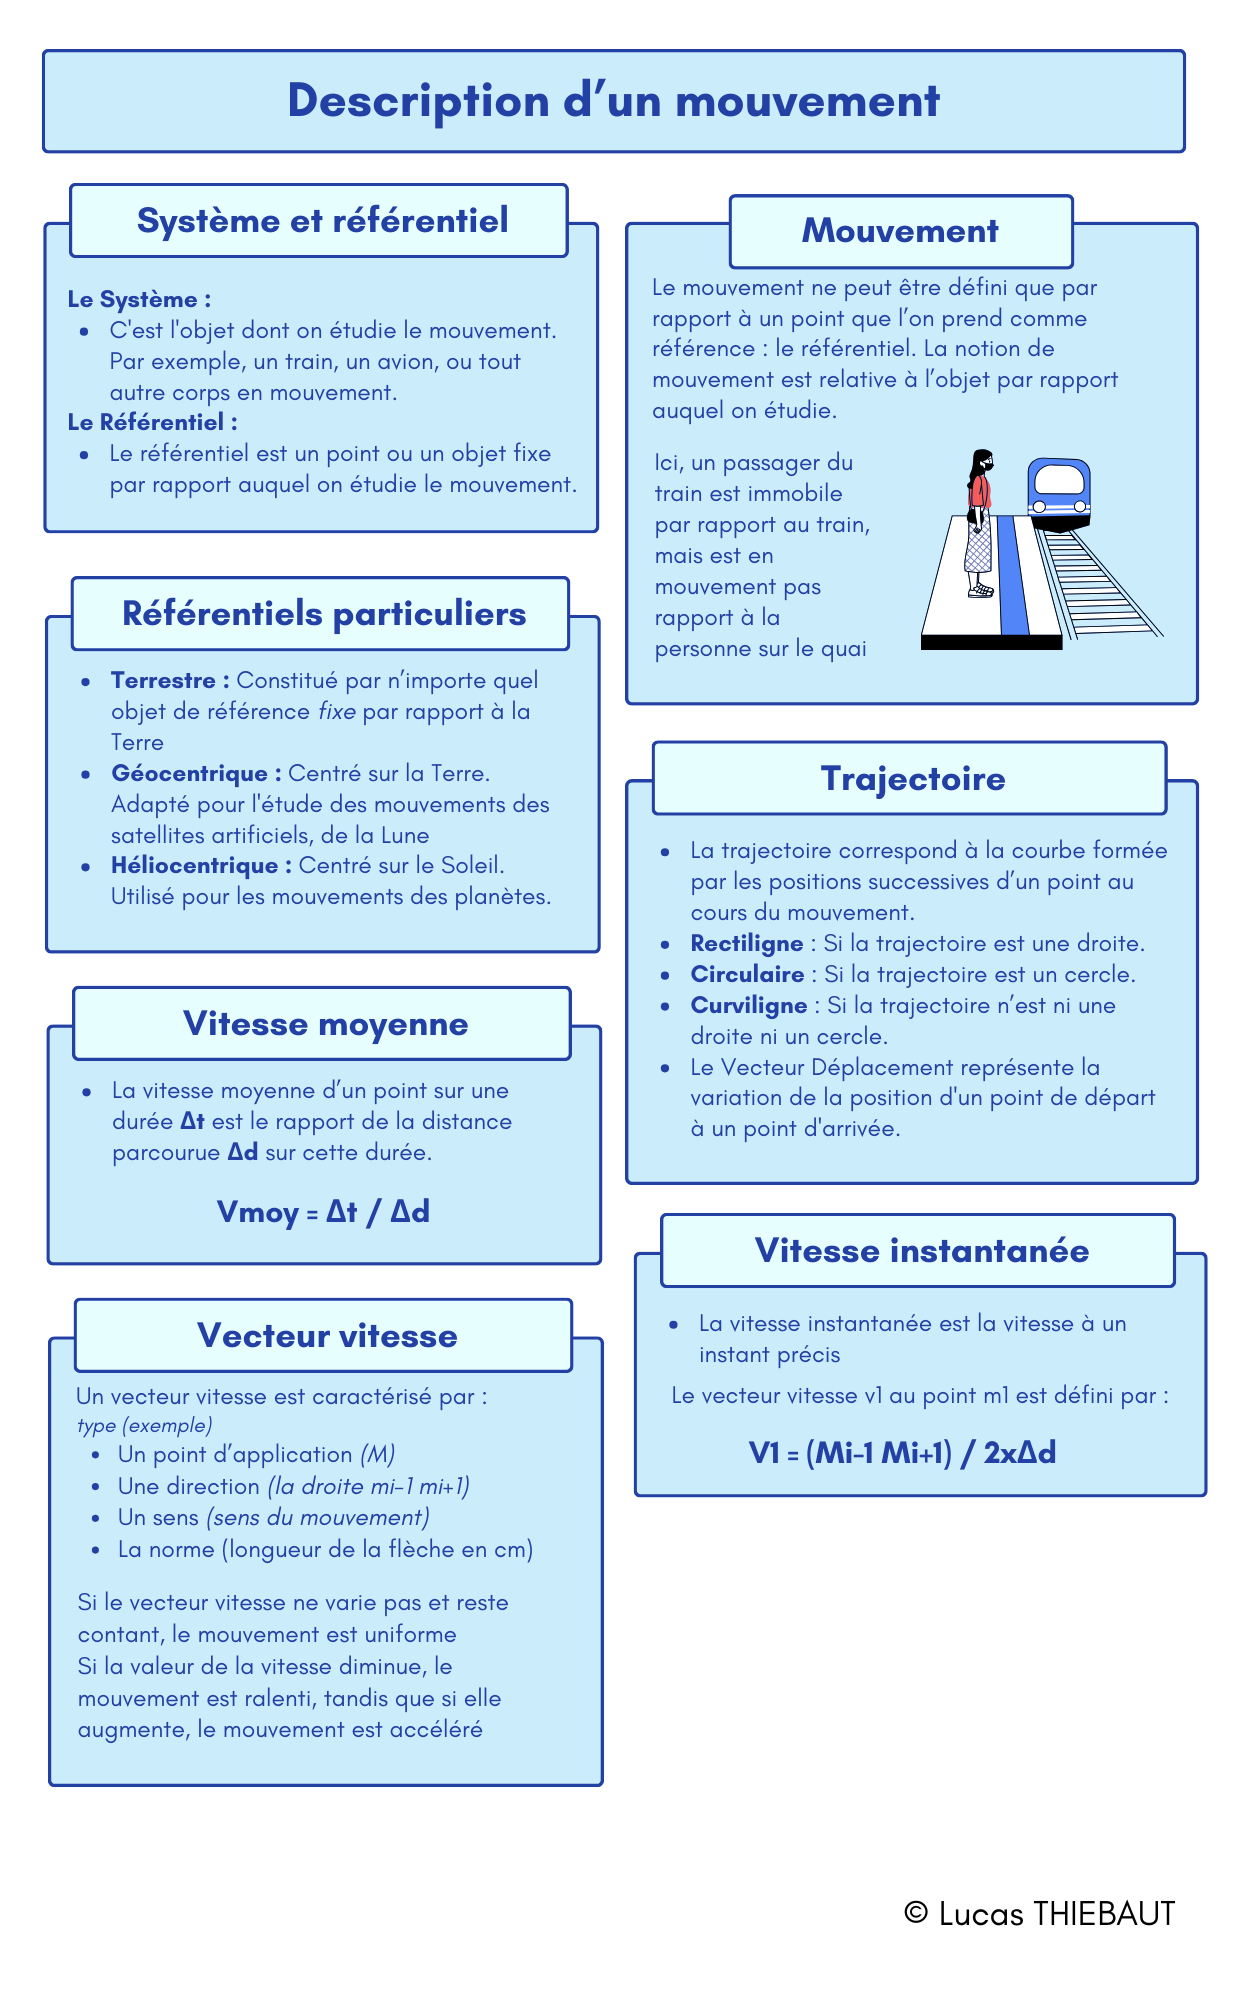 Description d’un mouvement
Système et référentiel
Le Système :
• C'est l'objet dont on étudie le mouvement.
Par exemple, un train, un avion, ou tout
autre corps en mouvement.
Le Référentiel :
• Le référentiel est un point ou un objet fixe
par rapport auquel on étudie le mouvement.
Référentiels particuliers
• Terrestre : Constitué par n’importe quel
objet de référence fixe par rapport à la
Terre
• Géocentrique : Centré sur la Terre.
Adapté pour l'étude des mouvements des
satellites artificiels, de la Lune
• Héliocentrique : Centré sur le Soleil.
Utilisé pour les mouvements des planètes.
Vitesse moyenne
• La vitesse moyenne d’un point sur une
durée Δt est le rapport de la distance
parcourue Δd sur cette durée.
Vmoy = Δt / Δd
Vecteur vitesse
Un vecteur vitesse est caractérisé par :
type (exemple)
• Un point d’application (M)
• Une direction (la droite mi-1 mi+1)
• Un sens (sens du mouvement)
• La norme (longueur de la flèche en cm)
Si le vecteur vitesse ne varie pas et reste
contant, le mouvement est uniforme
Si la valeur de la vitesse diminue, le
mouvement est ralenti, tandis que si elle
augmente, le mouvement est accéléré
Mouvement
Le mouvement ne peut être défini que par
rapport à un point que l’on prend comme
référence : le référentiel. La notion de
mouvement est relative à l’objet par rapport
auquel on étudie.
Ici, un passager du
train est immobile
par rapport au train,
mais est en
mouvement pas
rapport à la
personne sur le quai
Trajectoire
• La trajectoire correspond à la courbe formée
par les positions successives d’un point au
cours du mouvement.
• Rectiligne : Si la trajectoire est une droite.
• Circulaire : Si la trajectoire est un cercle.
• Curviligne : Si la trajectoire n’est ni une
droite ni un cercle.
• Le Vecteur Déplacement représente la
variation de la position d'un point de départ
à un point d'arrivée.
Vitesse instantanée
• La vitesse instantanée est la vitesse à un
instant précis
Le vecteur vitesse v1 au point m1 est défini par :
V1 = (Mi-1 Mi+1) / 2xΔd
© Lucas THIEBAUT